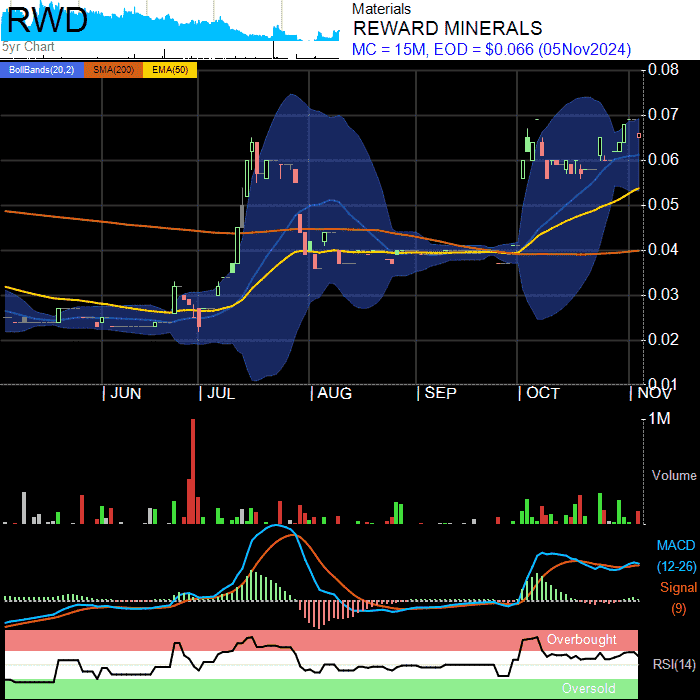 RWD
5yr Chart
Materials
REWARD MINERALS
MC = 15M, EOD = $0.066 (05Nov2024)
BollBands(20,2) SMA(200) EMA(50)
0.08
0.07
0.06
0.05
0.04
0.03
0.02
0.01
JUN JUL AUG SEP OCT NOV
1M
Volume
MACD
(12-26)
Signal
(9)
Overbought
RSI(14)
Oversold